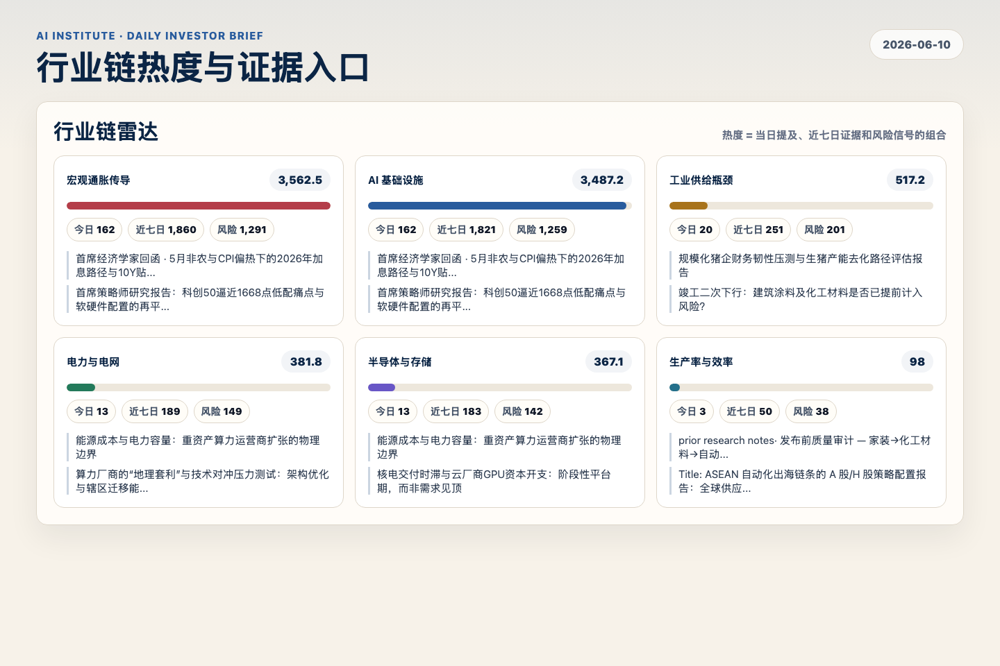 AI INSTITUTE · DAILY INVESTOR BRIEF
行业链热度与证据入口
2026-06-10
行业链雷达
热度 = 当日提及、近七日证据和风险信号的组合
宏观通胀传导
3,562.5
今日 162
近七日 1,860
风险 1,291
首席经济学家回函 · 5月非农与CPI偏热下的2026年加
息路径与10Y贴...
首席策略师研究报告：科创50逼近1668点低配痛点与
软硬件配置的再平...
AI 基础设施
3,487.2
今日 162
近七日 1,821
风险 1,259
首席经济学家回函 · 5月非农与CPI偏热下的2026年加
息路径与10Y贴...
首席策略师研究报告：科创50逼近1668点低配痛点与
软硬件配置的再平...
工业供给瓶颈
517.2
今日 20
近七日 251
风险 201
规模化猪企财务韧性压测与生猪产能去化路径评估报
告
竣工二次下行：建筑涂料及化工材料是否已提前计入
风险?
电力与电网
381.8
今日 13
近七日 189
风险 149
能源成本与电力容量：重资产算力运营商扩张的物理
边界
算力厂商的“地理套利”与技术对冲压力测试：架构优化
与辖区迁移能...
半导体与存储
367.1
今日 13
近七日 183
风险 142
能源成本与电力容量：重资产算力运营商扩张的物理
边界
核电交付时滞与云厂商GPU资本开支：阶段性平台
期，而非需求见顶
生产率与效率
98
今日 3
近七日 50
风险 38
prior research notes· 发布前质量审计 — 家装→化工材
料→自动...
Title: ASEAN 自动化出海链条的 A 股/H 股策略配置报
告：全球供应...